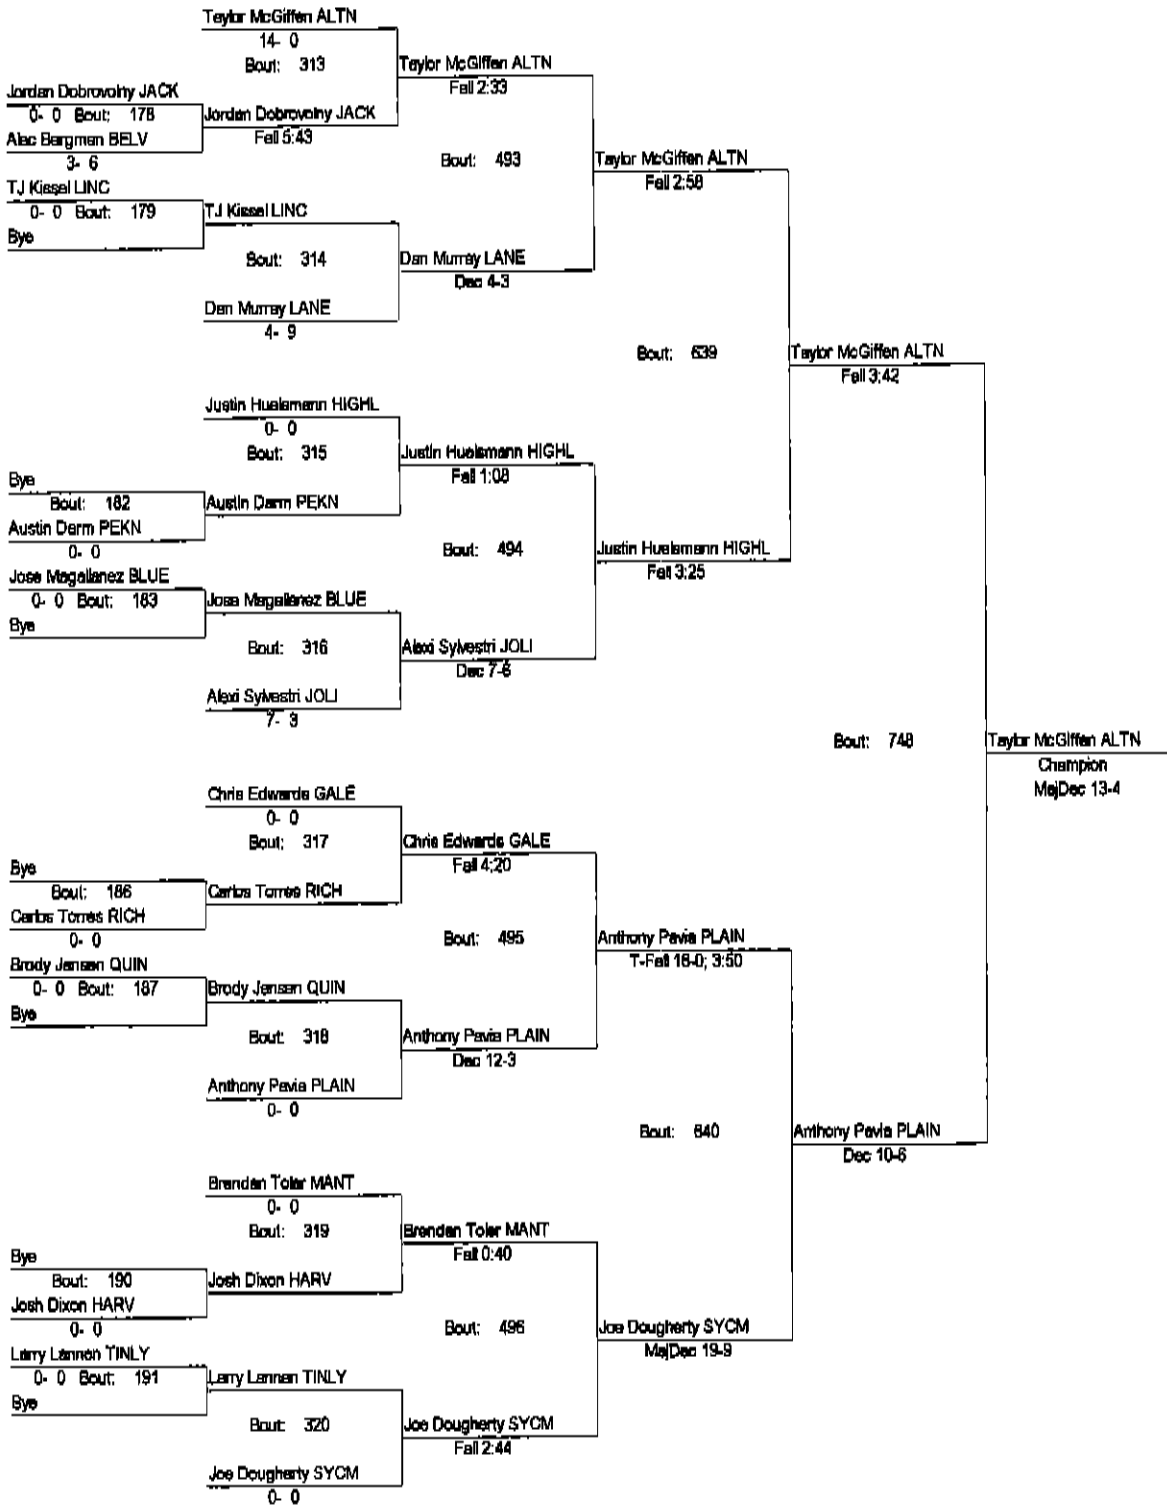 Taylor McGiffen ALTN
14- 0
Bout: 313
Taylor McGiffen ALTN
Fall 2:33
Jordan Dobrovolny JACK
0- 0 Bout: 178
Jordan Dobrovolny JACK
Fall 5:43
Alec Bergman BELV
3- 6
Bout: 493
Taylor McGiffen ALTN
Fall 2:58
TJ Kissel LINC
0- 0 Bout: 179
TJ Kissel LINC
Bye
Bout: 314
Dan Murray LANE
Dec 4-3
Dan Murray LANE
4- 9
Bout: 639
Taylor McGiffen ALTN
Fall 3:42
Justin Huelsmann HIGHL
0- 0
Bout: 315
Justin Huelsmann HIGHL
Fall 1:08
Bye
Bout: 182
Austin Darm PEKN
Austin Darm PEKN
0- 0
Bout: 494
Justin Huelsmann HIGHL
Fall 3:25
Jose Magallanez BLUE
0- 0 Bout: 183
Jose Magallanez BLUE
Bye
Bout: 316
Alexi Sylvestri JOLI
Dec 7-6
Alexi Sylvestri JOLI
7- 3
Bout: 748
Taylor McGiffen ALTN
Champion
MajDec 13-4
Chris Edwards GALE
0- 0
Bout: 317
Chris Edwards GALE
Fall 4:20
Bye
Bout: 186
Carlos Torres RICH
Carlos Torres RICH
0- 0
Bout: 495
Anthony Pavia PLAIN
T-Fall 16-0; 3:50
Brody Jansen QUIN
0- 0 Bout: 187
Brody Jansen QUIN
Bye
Bout: 318
Anthony Pavia PLAIN
Dec 12-3
Anthony Pavia PLAIN
0- 0
Bout: 640
Anthony Pavia PLAIN
Dec 10-6
Brendan Toler MANT
0- 0
Bout: 319
Brendan Toler MANT
Fall 0:40
Bye
Bout: 190
Josh Dixon HARV
Josh Dixon HARV
0- 0
Bout: 496
Joe Dougherty SYCM
MajDec 19-9
Larry Lannen TINLY
0- 0 Bout: 191
Larry Lannen TINLY
Bye
Bout: 320
Joe Dougherty SYCM
Fall 2:44
Joe Dougherty SYCM
0- 0